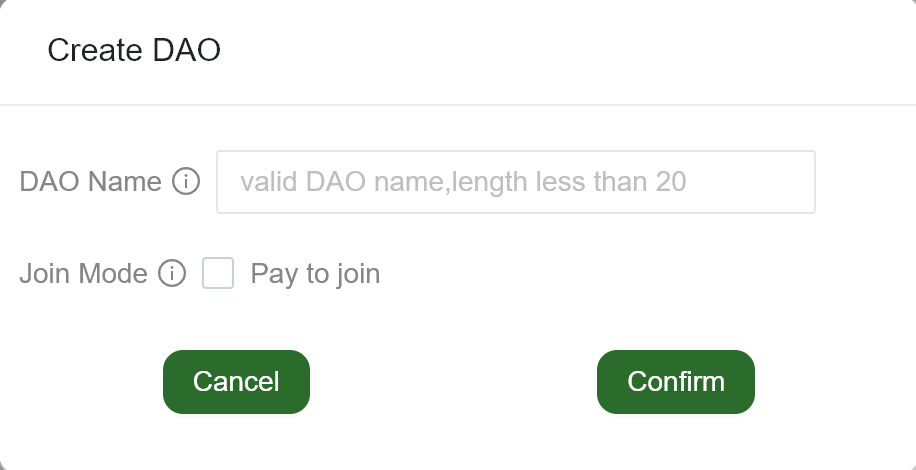 Create DAO
DAO Name valid DAO name,length less than 20
Join Mode Pay to join
Cancel Confirm